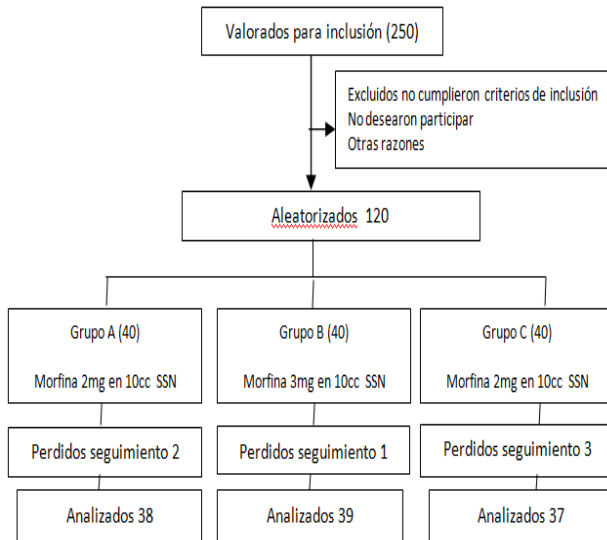 Valorados para inclusión (250)
Excluidos no cumplieron criterios de inclusión
No desearon participar
Otras razones
Aleatorizados 120
Grupo A (40)
Morfina 2mg en 10cc SSN
Grupo B (40)
Morfina 3mg en 10cc SSN
Grupo C (40)
Morfina 2mg en 10cc SSN
Perdidos seguimiento 2
Perdidos seguimiento 1
Perdidos seguimiento 3
Analizados 38
Analizados 39
Analizados 37